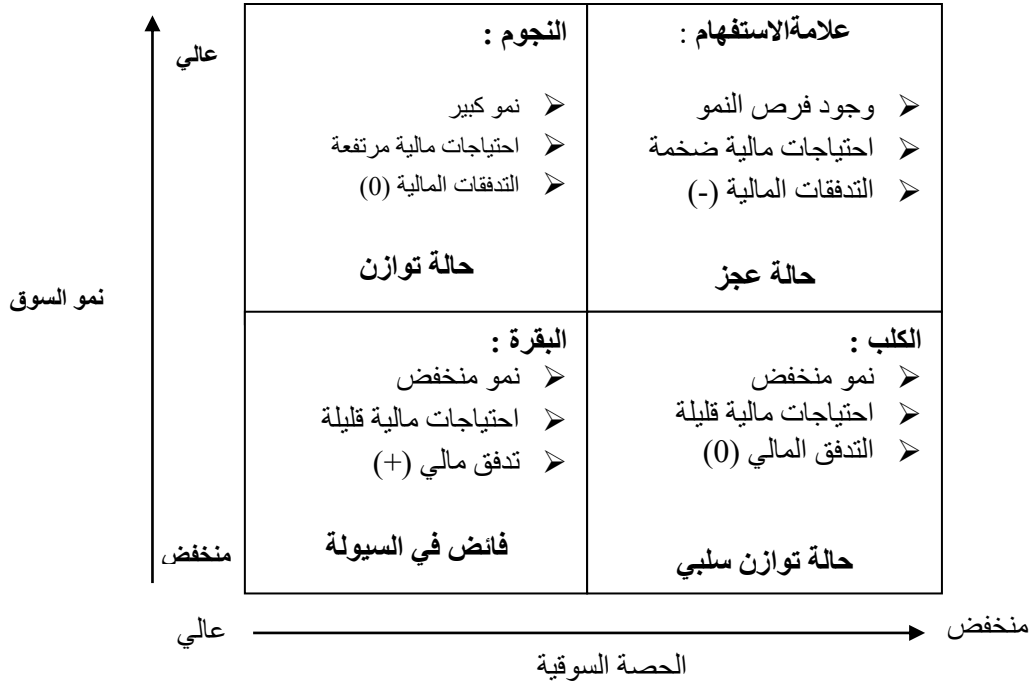 علامةالاستفهام :
وجود فرص النمو
احتياجات مالية ضخمة
التدفقات المالية (-)
حالة عجز
النجوم :
نمو كبير
احتياجات مالية مرتفعة
التدفقات المالية (0)
حالة توازن
عالي
نمو السوق
منخفض
الكلب :
نمو منخفض
احتياجات مالية قليلة
التدفق المالي (0)
حالة توازن سلبي
البقرة :
نمو منخفض
احتياجات مالية قليلة
تدفق مالي (+)
فائض في السيولة
منخفض
عالي
الحصة السوقية